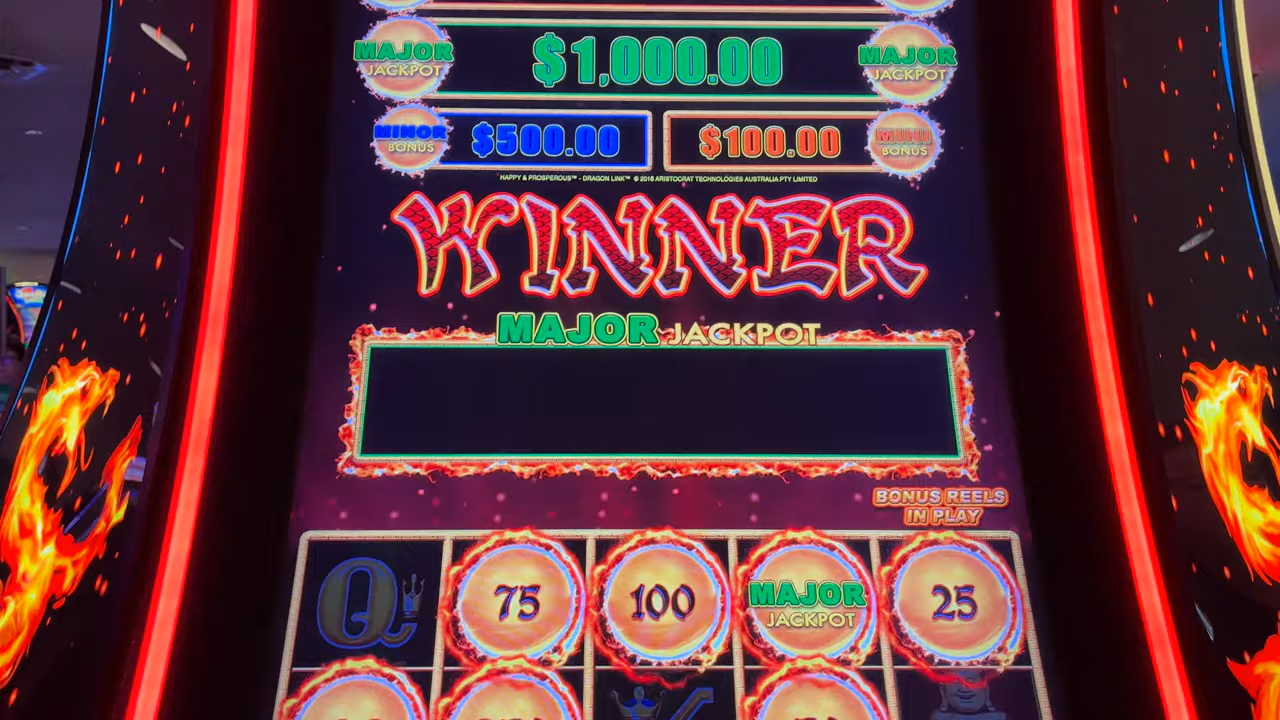 MAJOR JACKPOT $1,000.00 MAJOR JACKPOT
MINOR BONUS $500.00 $100.00 MINI BONUS
HAPPY & PROSPEROUS™ - DRAGON LINK™ © 2016 ARISTOCRAT TECHNOLOGIES AUSTRALIA PTY LIMITED
WINNER
MAJOR JACKPOT
BONUS REELS
IN PLAY
Q 75 100 MAJOR JACKPOT 25